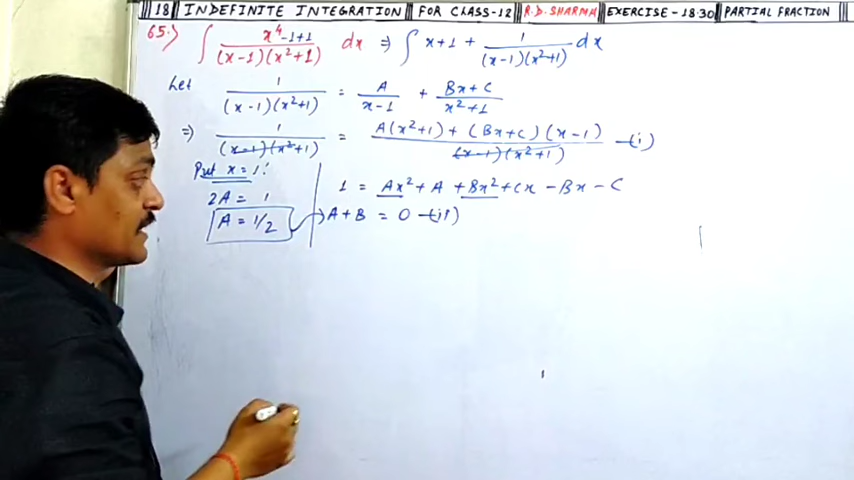 18 INDEFINITE INTEGRATION FOR CLASS-12 R.D. SHARMA EXERCISE - 18.30 PARTIAL FRACTION
65.) ∫ (x⁴ - 1 + 1)/((x-1)(x²+1)) dx ⇒ ∫ x+1 + 1/((x-1)(x²+1)) dx
Let 1/((x-1)(x²+1)) = A/(x-1) + (Bx+C)/(x²+1)
⇒ 1/((x-1)(x²+1)) = (A(x²+1) + (Bx+C)(x-1))/((x-1)(x²+1)) —(i)
Put x = 1:
2A = 1
A = 1/2
1 = Ax² + A + Bx² + Cx - Bx - C
A + B = 0 —(ii)